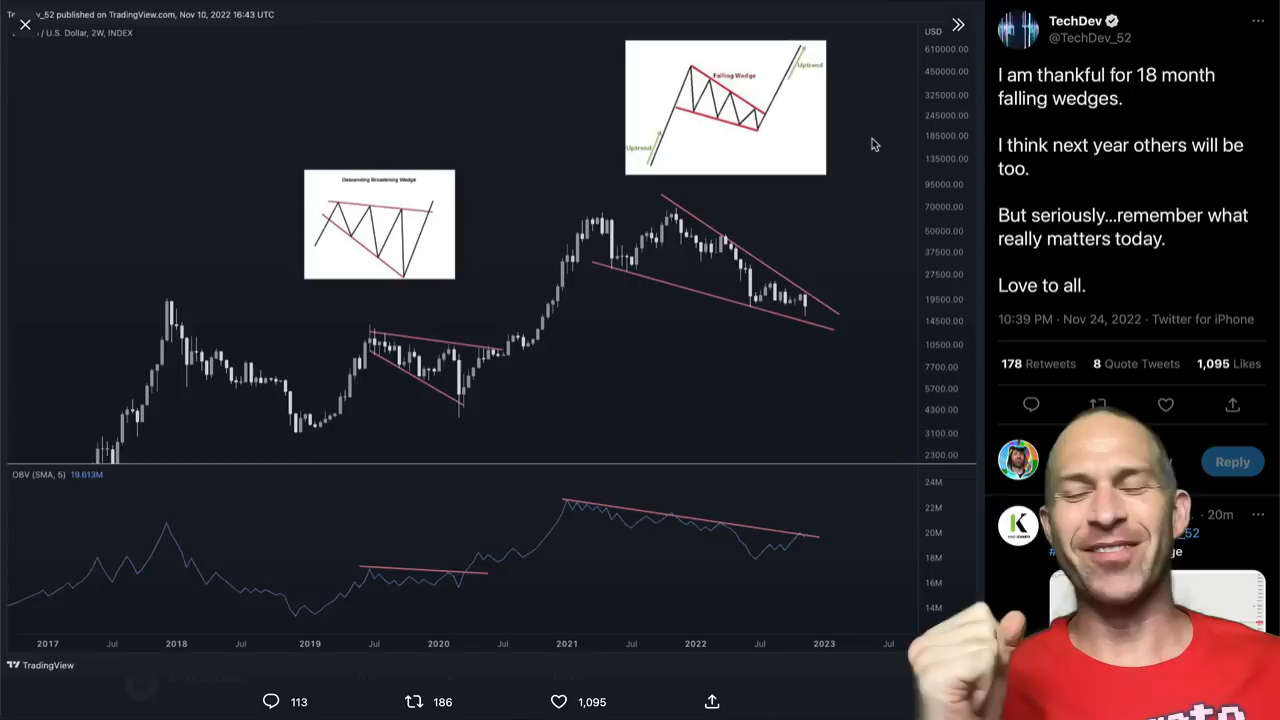 _52 published on TradingView.com, Nov 10, 2022 16:43 UTC
/ U.S. Dollar, 2W, INDEX
USD
610000.00
450000.00
325000.00
245000.00
185000.00
135000.00
95000.00
70000.00
50000.00
37500.00
27500.00
19500.00
14500.00
10500.00
7700.00
5700.00
4300.00
3100.00
2300.00
Falling Wedge
Uptrend
Uptrend
Descending Broadening Wedge
OBV (SMA, 5) 19.613M
24M
22M
20M
18M
16M
14M
2017
Jul
2018
Jul
2019
Jul
2020
Jul
2021
Jul
2022
Jul
2023
Jul
TradingView
113
186
1,095
TechDev
@TechDev_52
I am thankful for 18 month
falling wedges.
I think next year others will be
too.
But seriously...remember what
really matters today.
Love to all.
10:39 PM · Nov 24, 2022 · Twitter for iPhone
178 Retweets 8 Quote Tweets 1,095 Likes
Reply
K
· 20m
_52